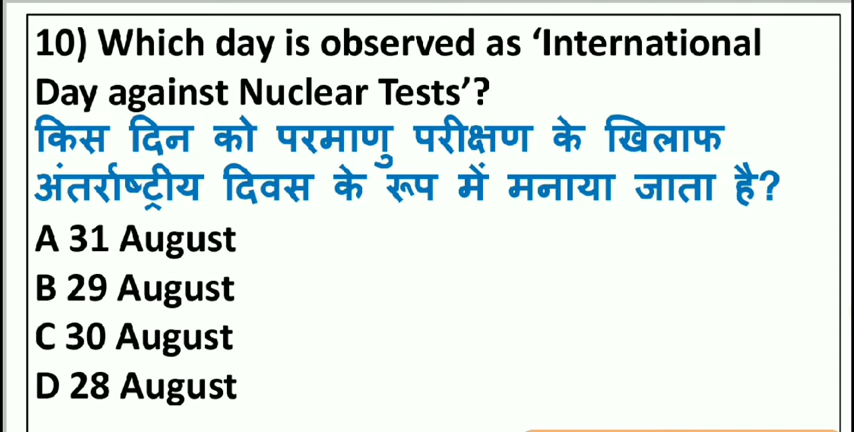 10) Which day is observed as ‘International
Day against Nuclear Tests’?
किस दिन को परमाणु परीक्षण के खिलाफ
अंतर्राष्ट्रीय दिवस के रूप में मनाया जाता है?
A 31 August
B 29 August
C 30 August
D 28 August